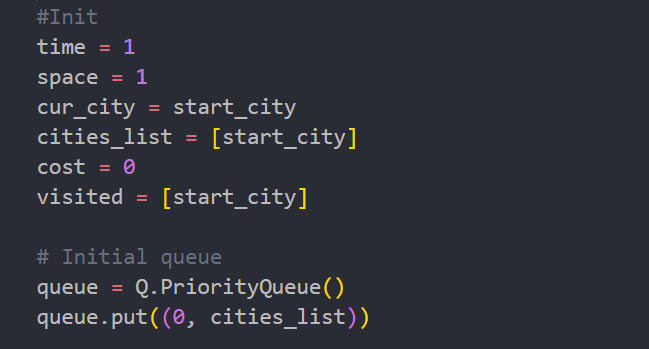 #Init
time = 1
space = 1
cur_city = start_city
cities_list = [start_city]
cost = 0
visited = [start_city]
# Initial queue
queue = Q.PriorityQueue()
queue.put((0, cities_list))